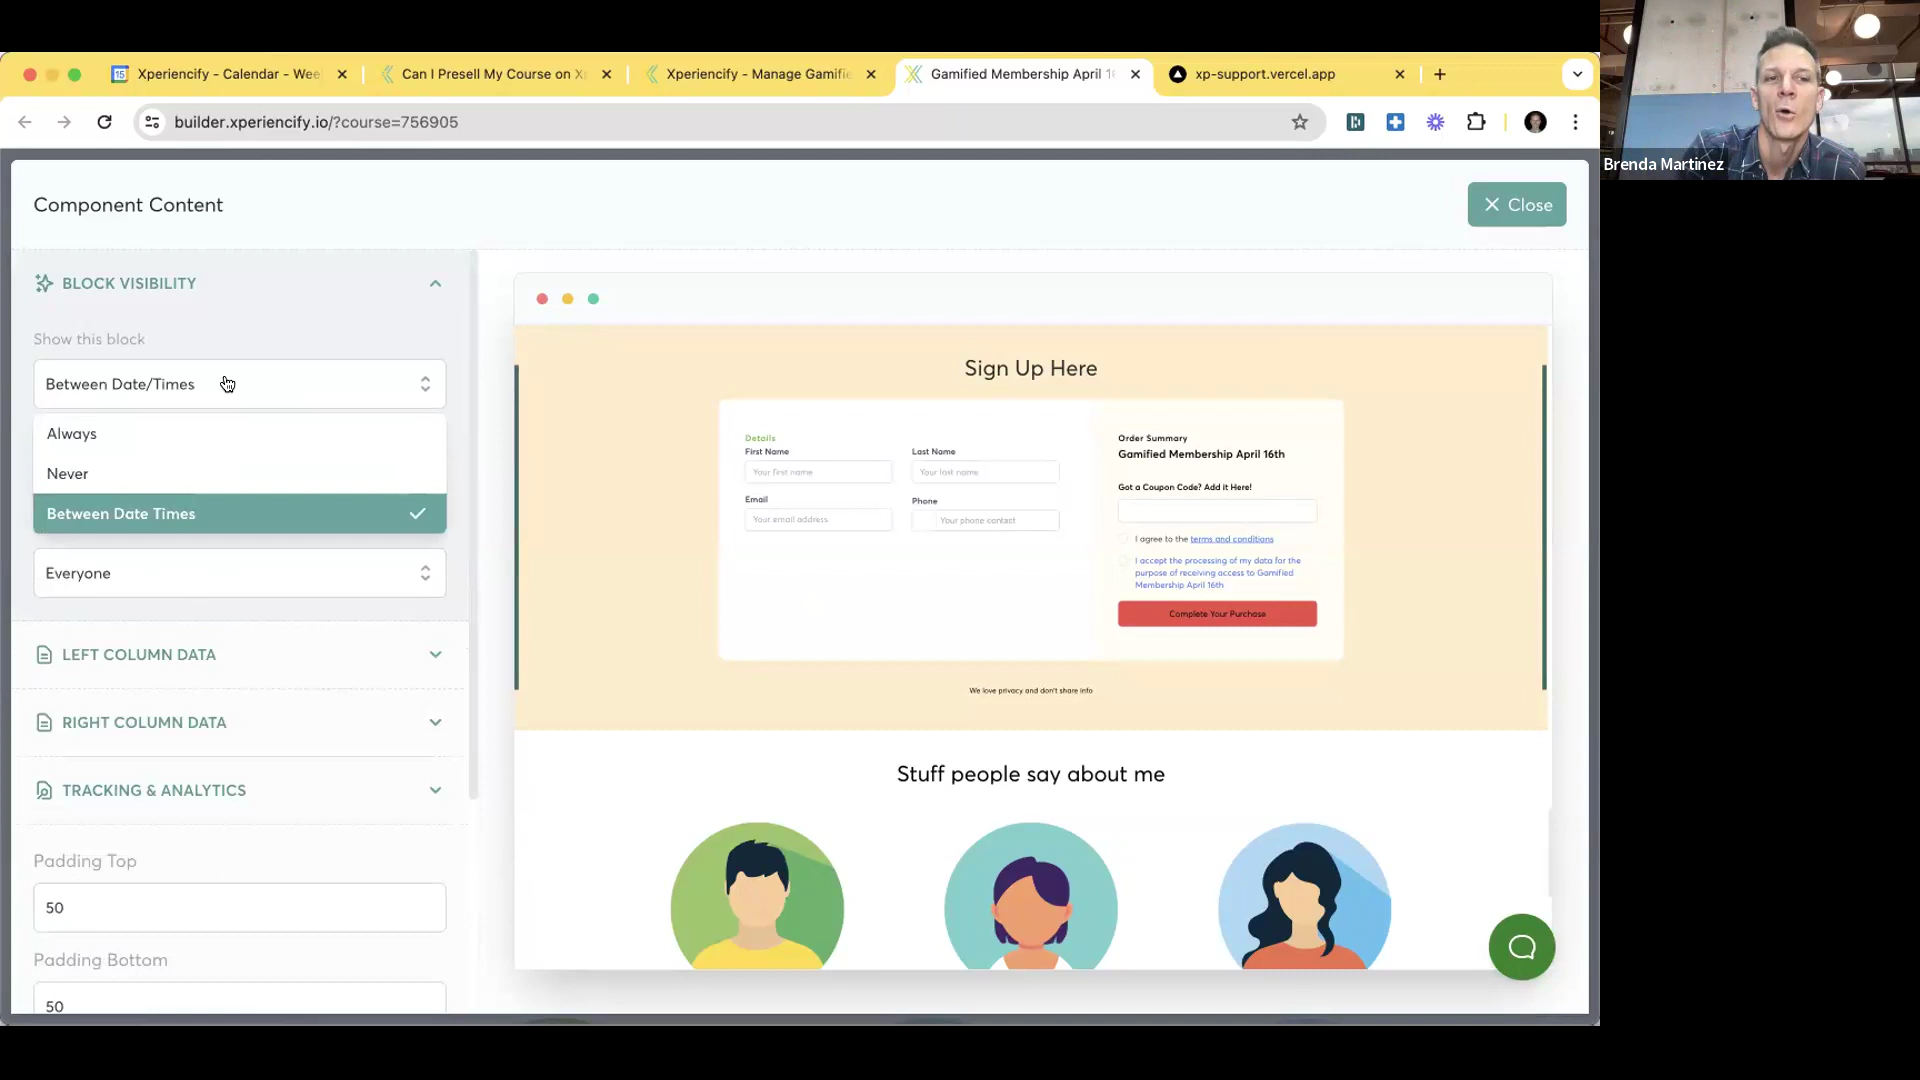 Xperiencify - Calendar - Wee
Can I Presell My Course on X
Xperiencify - Manage Gamifie
Gamified Membership April 1
xp-support.vercel.app
builder.xperiencify.io/?course=756905
Brenda Martinez
Component Content
Close
BLOCK VISIBILITY
Show this block
Between Date/Times
Always
Never
Between Date Times
Everyone
LEFT COLUMN DATA
RIGHT COLUMN DATA
TRACKING & ANALYTICS
Padding Top
50
Padding Bottom
50
Sign Up Here
Details
First Name
Last Name
Your first name
Your last name
Email
Phone
Your email address
Your phone contact
Order Summary
Gamified Membership April 16th
Got a Coupon Code? Add it Here!
I agree to the terms and conditions
I accept the processing of my data for the
purpose of receiving access to Gamified
Membership April 16th
Complete Your Purchase
We love privacy and don't share info
Stuff people say about me